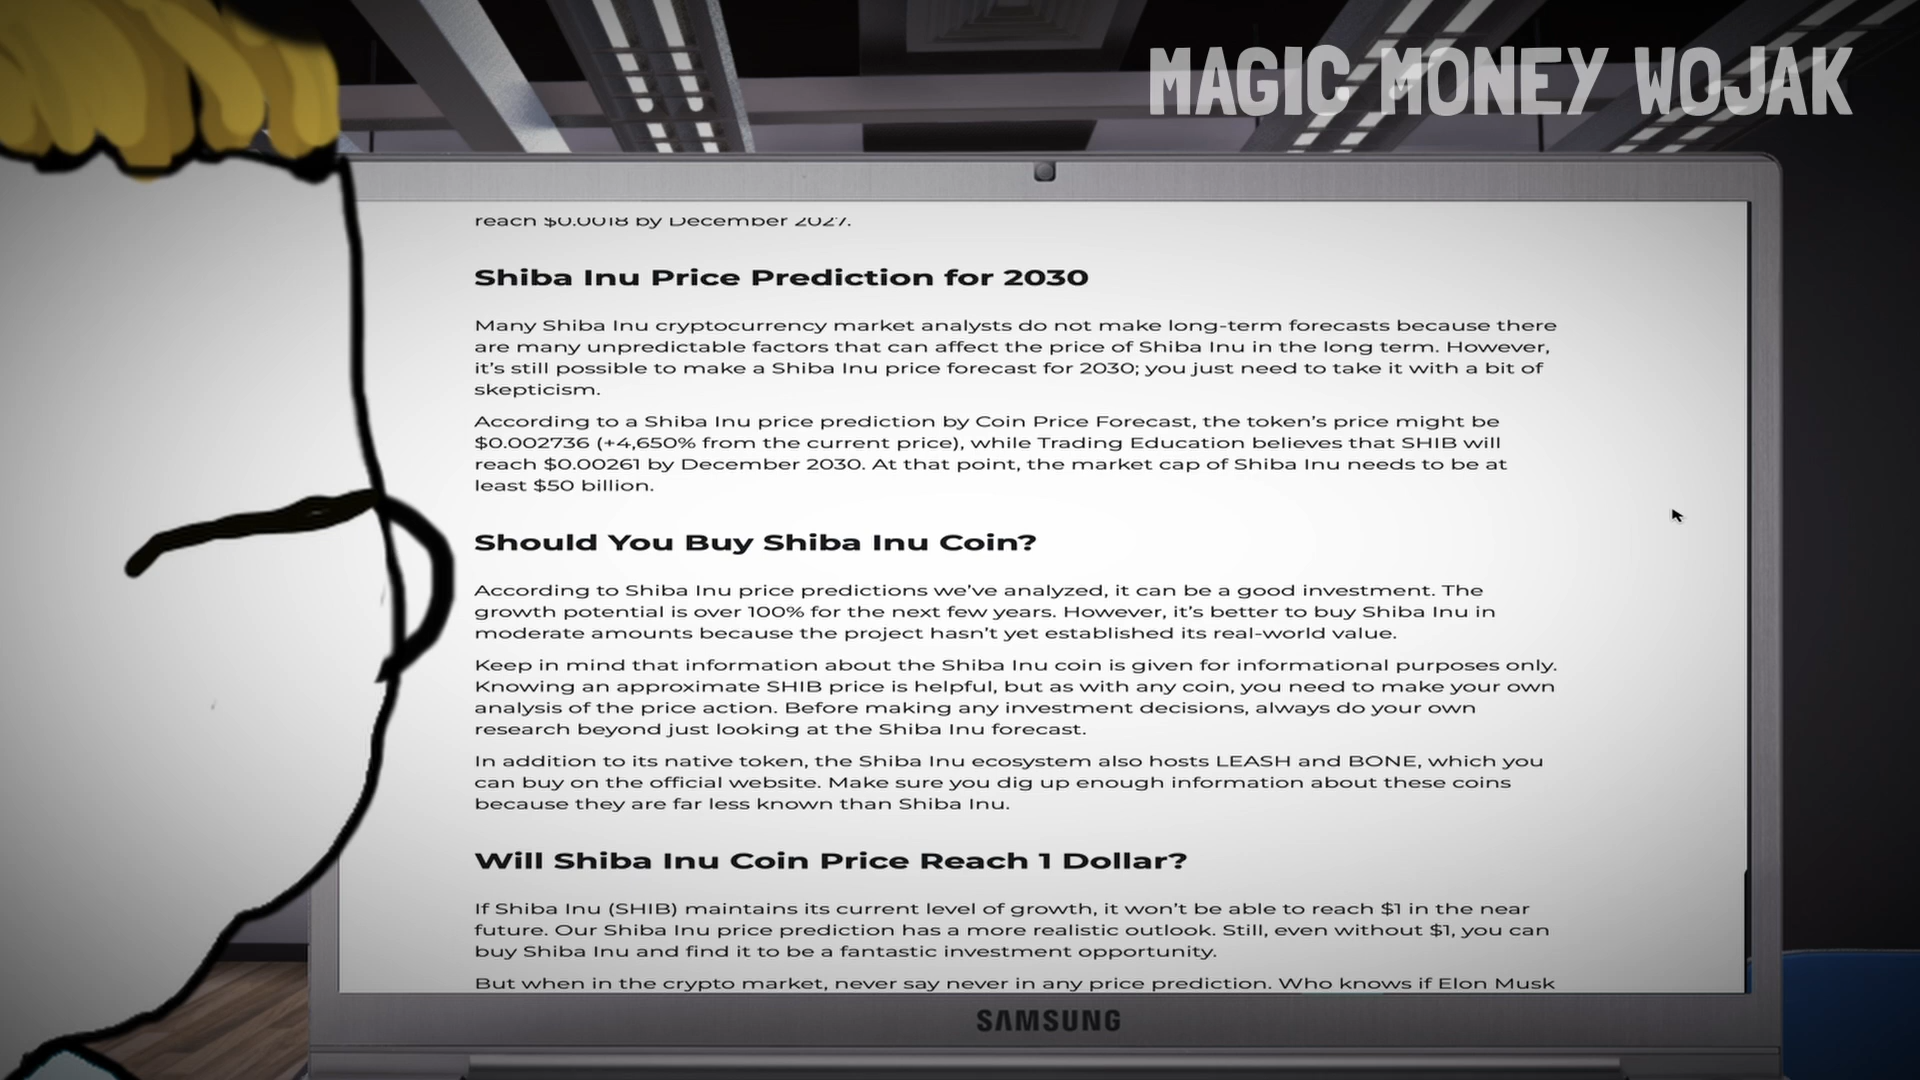 MAGIC MONEY WOJAK
reach $0.0018 by December 2027.
Shiba Inu Price Prediction for 2030
Many Shiba Inu cryptocurrency market analysts do not make long-term forecasts because there
are many unpredictable factors that can affect the price of Shiba Inu in the long term. However,
it's still possible to make a Shiba Inu price forecast for 2030; you just need to take it with a bit of
skepticism.
According to a Shiba Inu price prediction by Coin Price Forecast, the token's price might be
$0.002736 (+4,650% from the current price), while Trading Education believes that SHIB will
reach $0.00261 by December 2030. At that point, the market cap of Shiba Inu needs to be at
least $50 billion.
Should You Buy Shiba Inu Coin?
According to Shiba Inu price predictions we've analyzed, it can be a good investment. The
growth potential is over 100% for the next few years. However, it's better to buy Shiba Inu in
moderate amounts because the project hasn't yet established its real-world value.
Keep in mind that information about the Shiba Inu coin is given for informational purposes only.
Knowing an approximate SHIB price is helpful, but as with any coin, you need to make your own
analysis of the price action. Before making any investment decisions, always do your own
research beyond just looking at the Shiba Inu forecast.
In addition to its native token, the Shiba Inu ecosystem also hosts LEASH and BONE, which you
can buy on the official website. Make sure you dig up enough information about these coins
because they are far less known than Shiba Inu.
Will Shiba Inu Coin Price Reach 1 Dollar?
If Shiba Inu (SHIB) maintains its current level of growth, it won't be able to reach $1 in the near
future. Our Shiba Inu price prediction has a more realistic outlook. Still, even without $1, you can
buy Shiba Inu and find it to be a fantastic investment opportunity.
But when in the crypto market, never say never in any price prediction. Who knows if Elon Musk
SAMSUNG